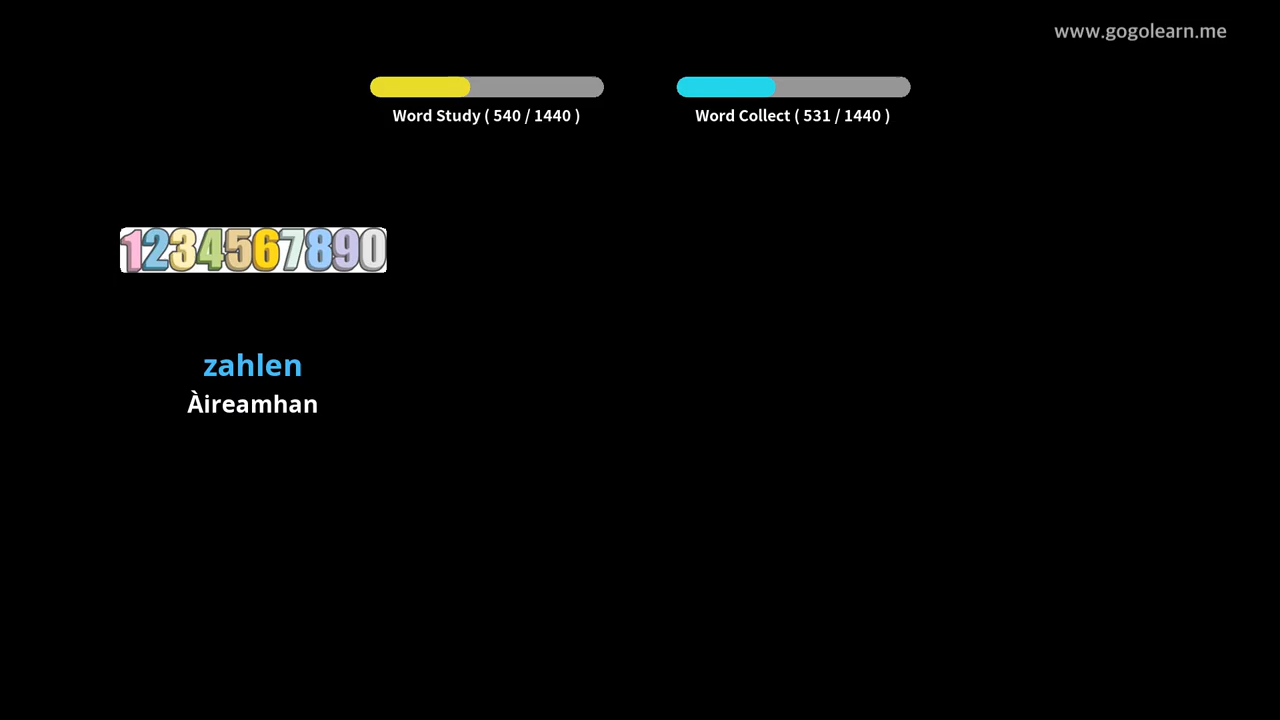 www.gogolearn.me
Word Study ( 540 / 1440 )
Word Collect ( 531 / 1440 )
1234567890
zahlen
Àireamhan